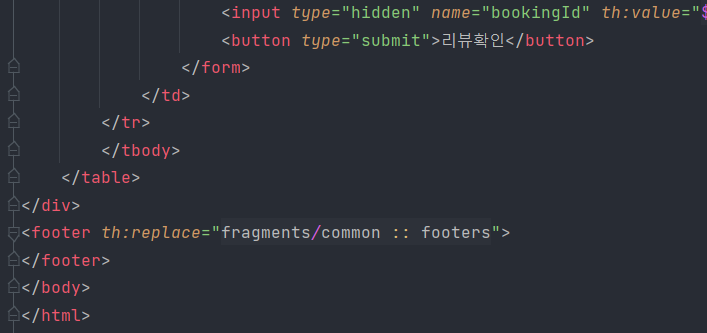 <input type="hidden" name="bookingId" th:value="$
<button type="submit">리뷰확인</button>
</form>
</td>
</tr>
</tbody>
</table>
</div>
<footer th:replace="fragments/common :: footers">
</footer>
</body>
</html>